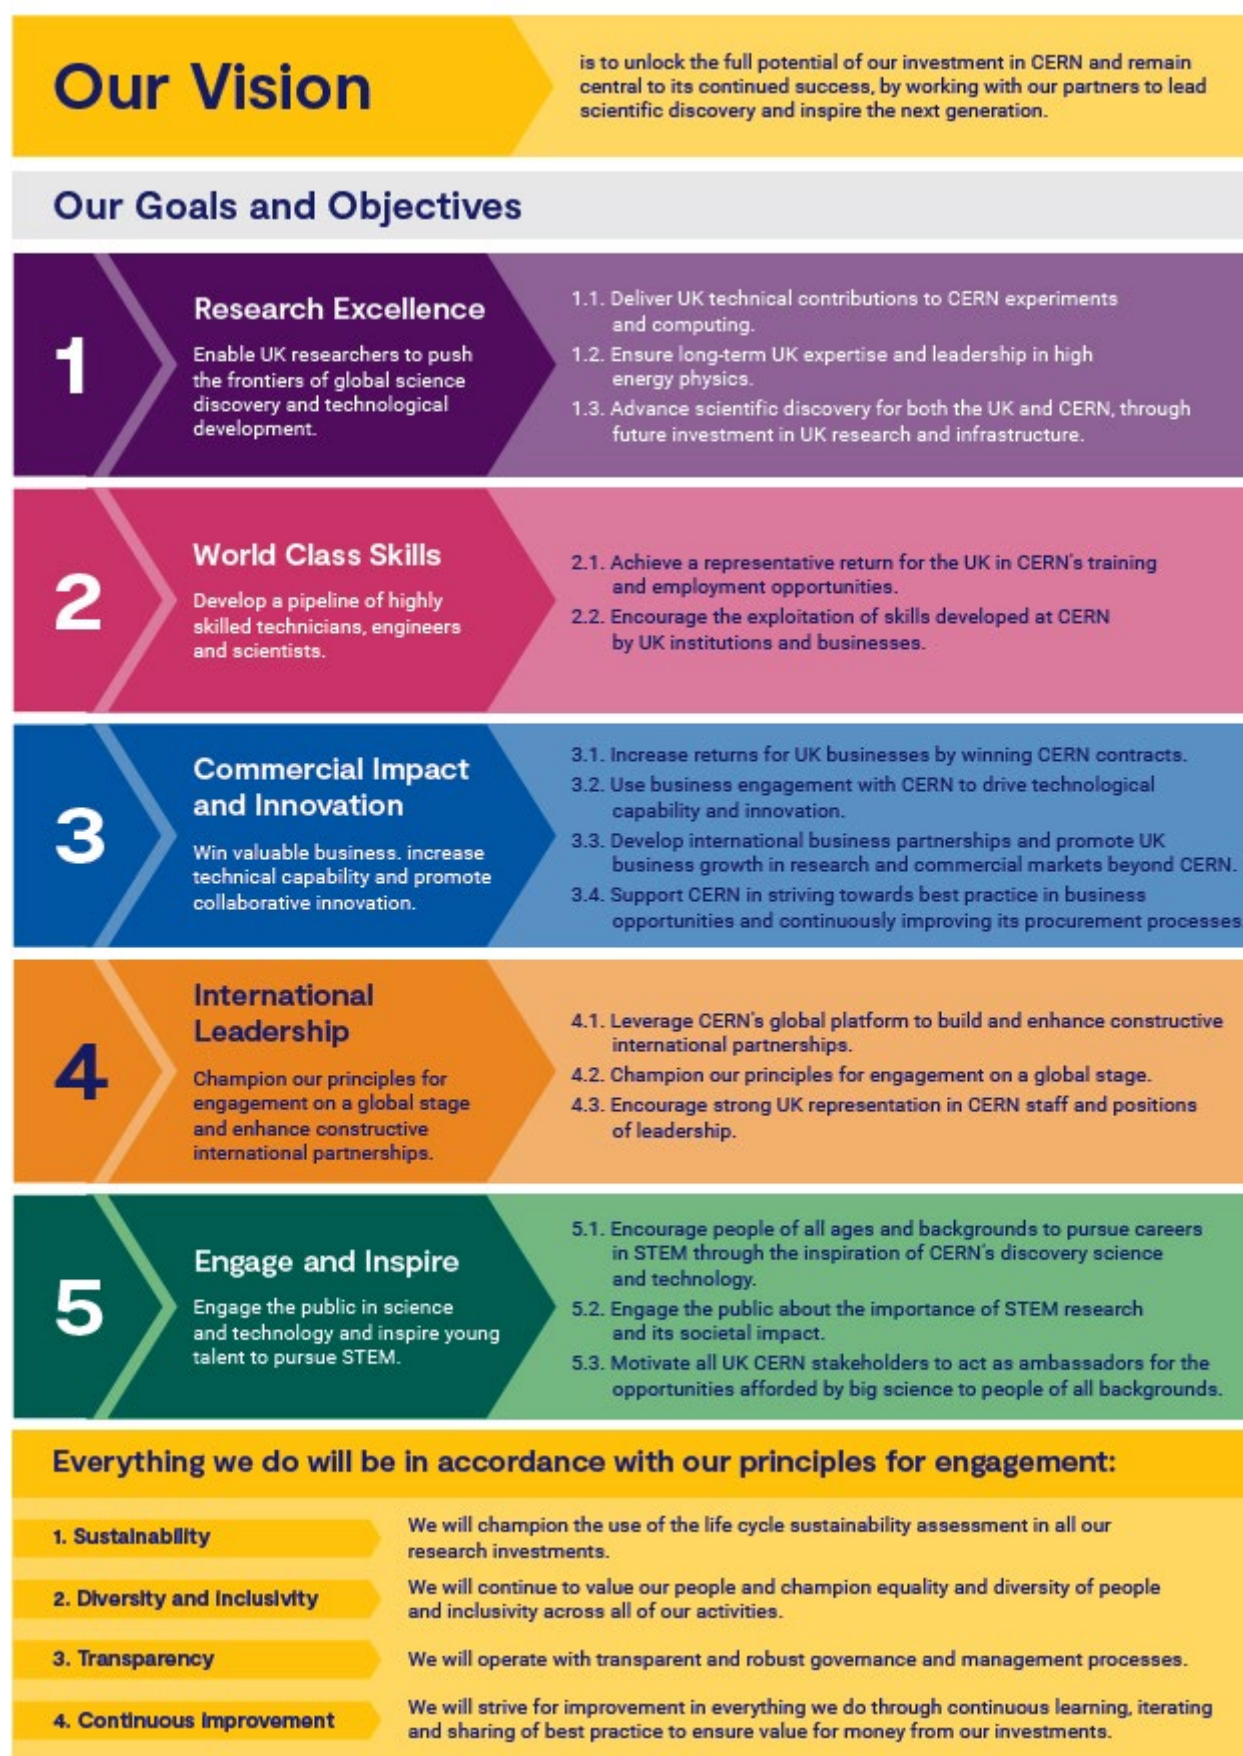 Our Vision
is to unlock the full potential of our investment in CERN and remain
central to its continued success, by working with our partners to lead
scientific discovery and inspire the next generation.
Our Goals and Objectives
1
Research Excellence
Enable UK researchers to push
the frontiers of global science
discovery and technological
development.
1.1. Deliver UK technical contributions to CERN experiments
and computing.
1.2. Ensure long-term UK expertise and leadership in high
energy physics.
1.3. Advance scientific discovery for both the UK and CERN, through
future investment in UK research and infrastructure.
2
World Class Skills
Develop a pipeline of highly
skilled technicians, engineers
and scientists.
2.1. Achieve a representative return for the UK in CERN's training
and employment opportunities.
2.2. Encourage the exploitation of skills developed at CERN
by UK institutions and businesses.
3
Commercial Impact
and Innovation
Win valuable business. increase
technical capability and promote
collaborative innovation.
3.1. Increase returns for UK businesses by winning CERN contracts.
3.2. Use business engagement with CERN to drive technological
capability and innovation.
3.3. Develop international business partnerships and promote UK
business growth in research and commercial markets beyond CERN.
3.4. Support CERN in striving towards best practice in business
opportunities and continuously improving its procurement processes
4
International
Leadership
Champion our principles for
engagement on a global stage
and enhance constructive
international partnerships.
4.1. Leverage CERN's global platform to build and enhance constructive
international partnerships.
4.2. Champion our principles for engagement on a global stage.
4.3. Encourage strong UK representation in CERN staff and positions
of leadership.
5
Engage and Inspire
Engage the public in science
and technology and inspire young
talent to pursue STEM.
5.1. Encourage people of all ages and backgrounds to pursue careers
in STEM through the inspiration of CERN's discovery science
and technology.
5.2. Engage the public about the importance of STEM research
and its societal impact.
5.3. Motivate all UK CERN stakeholders to act as ambassadors for the
opportunities afforded by big science to people of all backgrounds.
Everything we do will be in accordance with our principles for engagement:
1. Sustainability
We will champion the use of the life cycle sustainability assessment in all our
research investments.
2. Diversity and Inclusivity
We will continue to value our people and champion equality and diversity of people
and inclusivity across all of our activities.
3. Transparency
We will operate with transparent and robust governance and management processes.
4. Continuous Improvement
We will strive for improvement in everything we do through continuous learning, iterating
and sharing of best practice to ensure value for money from our investments.